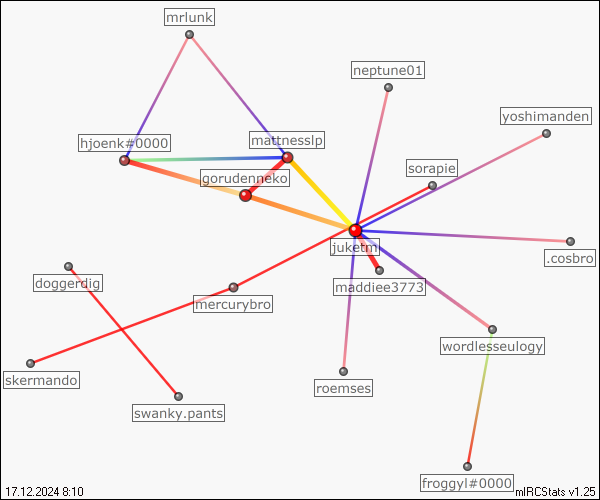 mrlunk
neptune01
yoshimanden
hjoenk#0000
mattnesslp
sorapie
gorudenneko
juketm
.cosbro
doggerdig
maddiee3773
mercurybro
wordlesseulogy
skermando
roemses
swanky.pants
froggyl#0000
17.12.2024 8:10
mIRCStats v1.25